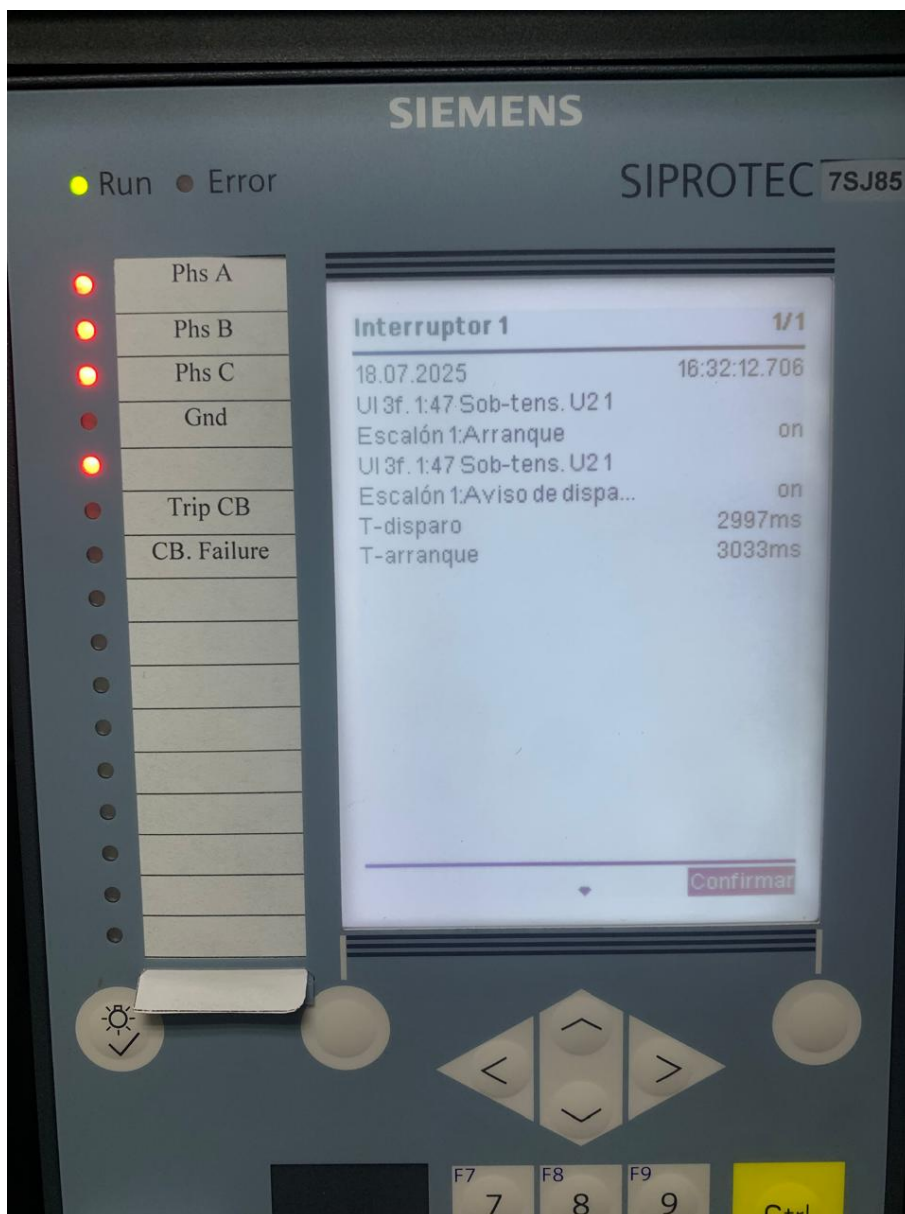 SIEMENS
Run Error
SIPROTEC 7SJ85
Phs A
Phs B
Phs C
Gnd
Trip CB
CB. Failure
Interruptor 1 1/1
18.07.2025 16:32:12.706
UI 3f. 1:47 Sob-tens. U2 1
Escalón 1:Arranque on
UI 3f. 1:47 Sob-tens. U2 1
Escalón 1:Aviso de dispa... on
T-disparo 2997ms
T-arranque 3033ms
Confirmar
< >
F7 F8 F9
7 8 9 Ctrl